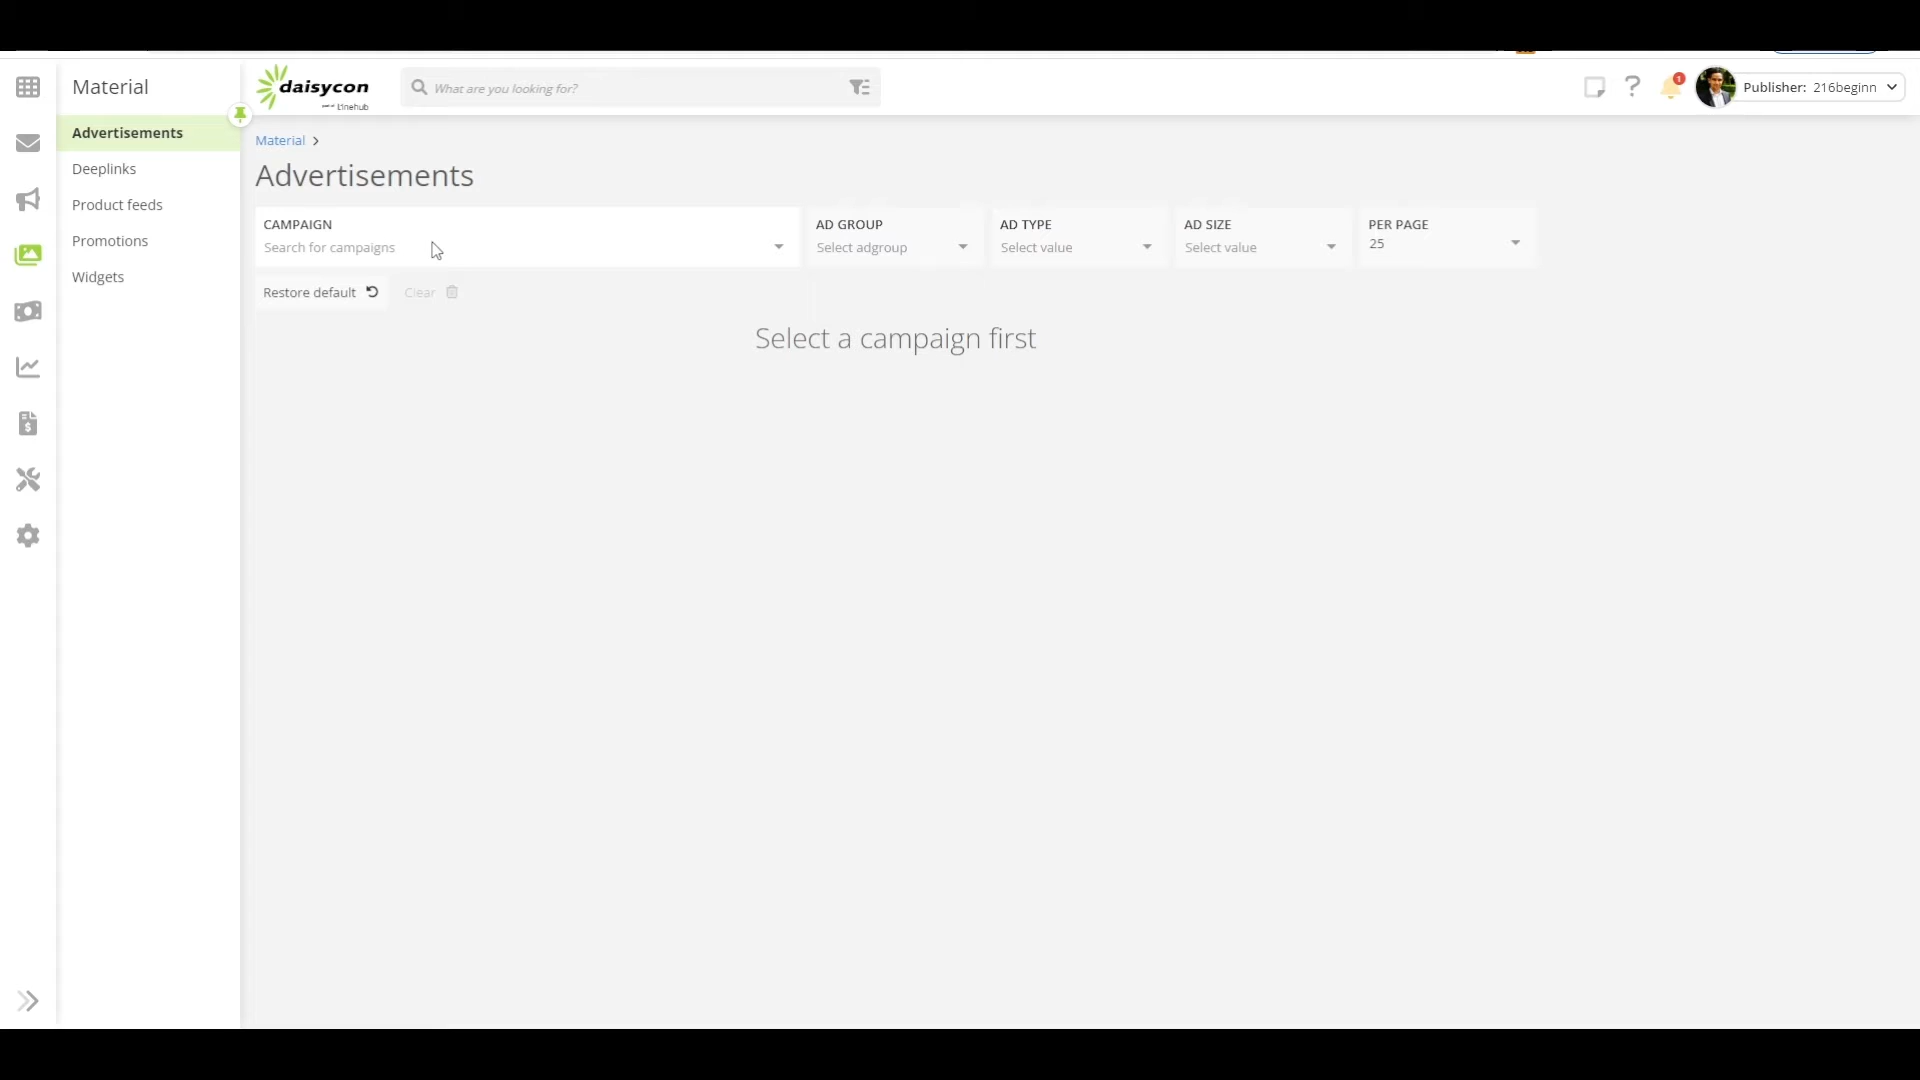 Material
Advertisements
Deeplinks
Product feeds
Promotions
Widgets
daisycon
What are you looking for?
1
Publisher: 216beginn
Material
Advertisements
CAMPAIGN
Search for campaigns
AD GROUP
Select adgroup
AD TYPE
Select value
AD SIZE
Select value
PER PAGE
25
Restore default
Clear
Select a campaign first